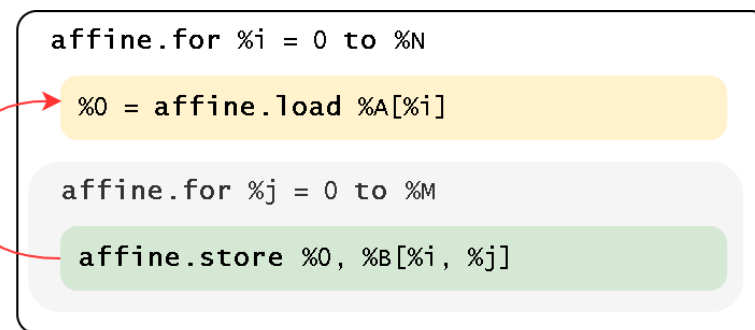 affine.for %i = 0 to %N
%0 = affine.load %A[%i]
affine.for %j = 0 to %M
affine.store %0, %B[%i, %j]